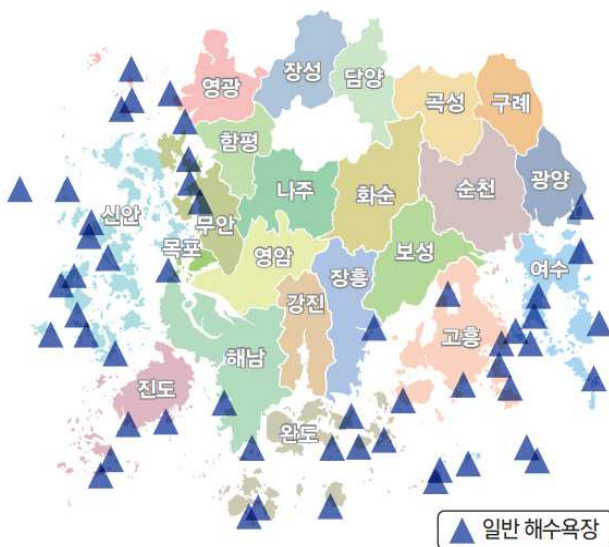 영광
장성
담양
곡성
구례
함평
나주
화순
순천
광양
신안
무안
목포
영암
장흥
보성
여수
강진
고흥
해남
진도
완도
일반 해수욕장